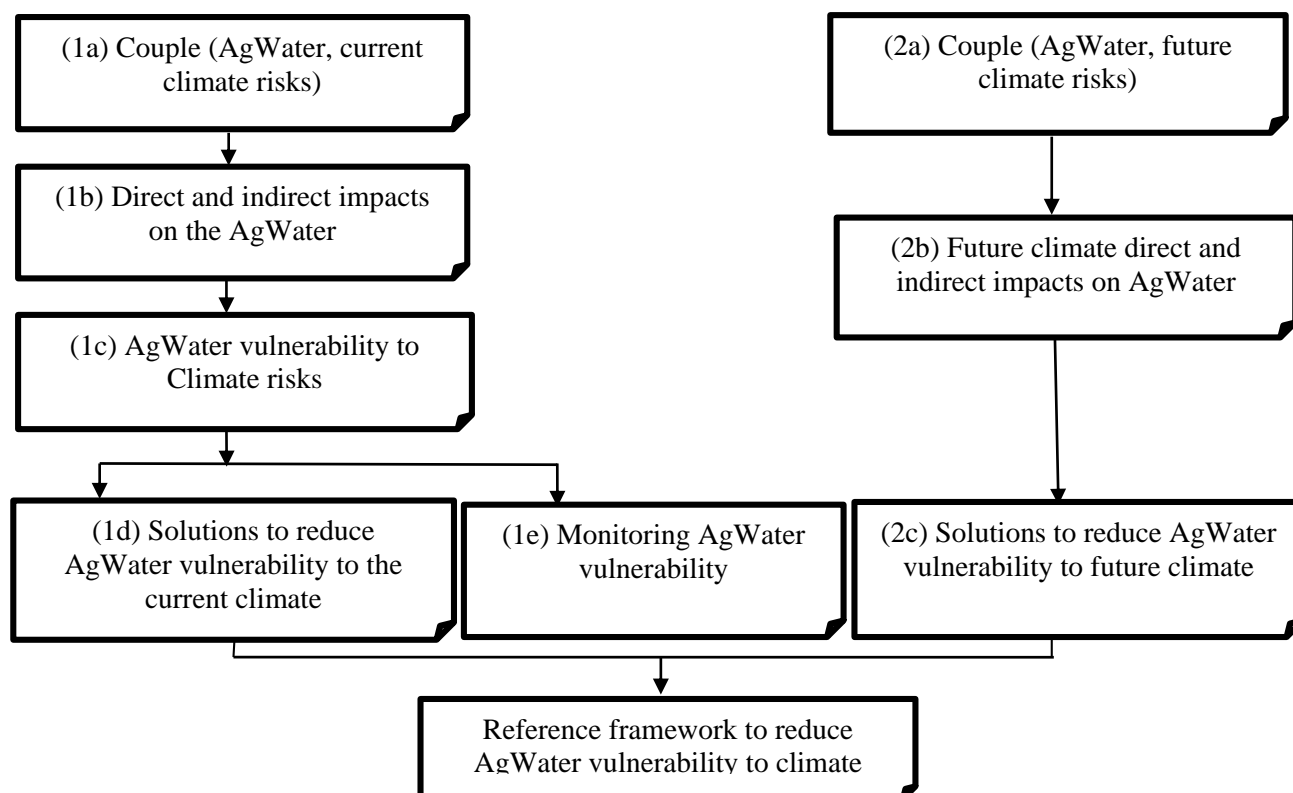 (1a) Couple (AgWater, current
climate risks)
(2a) Couple (AgWater, future
climate risks)
(1b) Direct and indirect impacts
on the AgWater
(2b) Future climate direct and
indirect impacts on AgWater
(1c) AgWater vulnerability to
Climate risks
(1d) Solutions to reduce
AgWater vulnerability to the
current climate
(1e) Monitoring AgWater
vulnerability
(2c) Solutions to reduce AgWater
vulnerability to future climate
Reference framework to reduce
AgWater vulnerability to climate